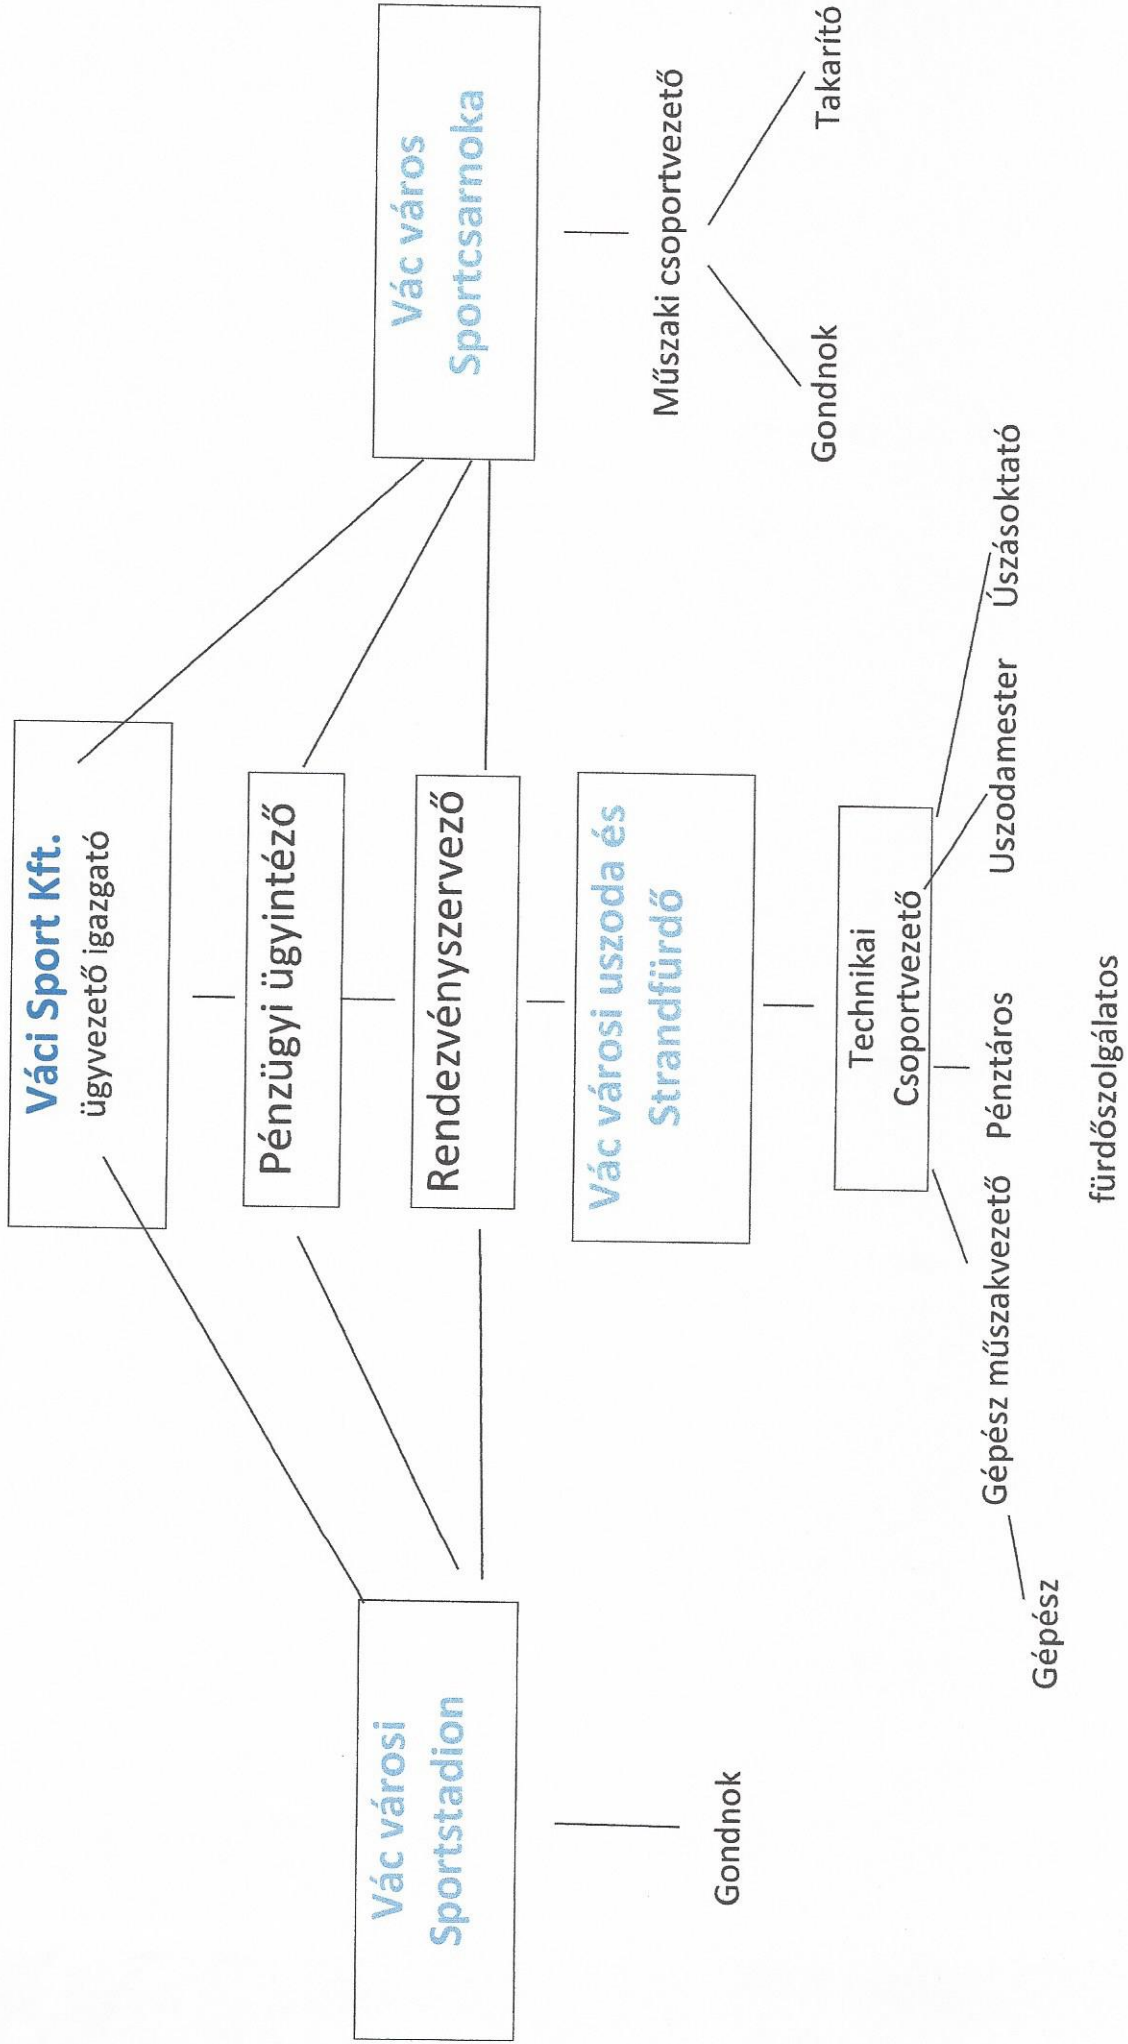 Váci Sport Kft.
ügyvezető igazgató
Pénzügyi ügyintéző
Rendezvényszervező
Vác városi
Sportstadion
Gondnok
Vác városi uszoda és
Strandfürdő
Technikai
Csoportvezető
Gépész
Gépész műszakvezető
Pénztáros
Uszodamester
Úszásoktató
fürdőszolgálatos
Vác város
Sportcsarnoka
Műszaki csoportvezető
Gondnok
Takarító